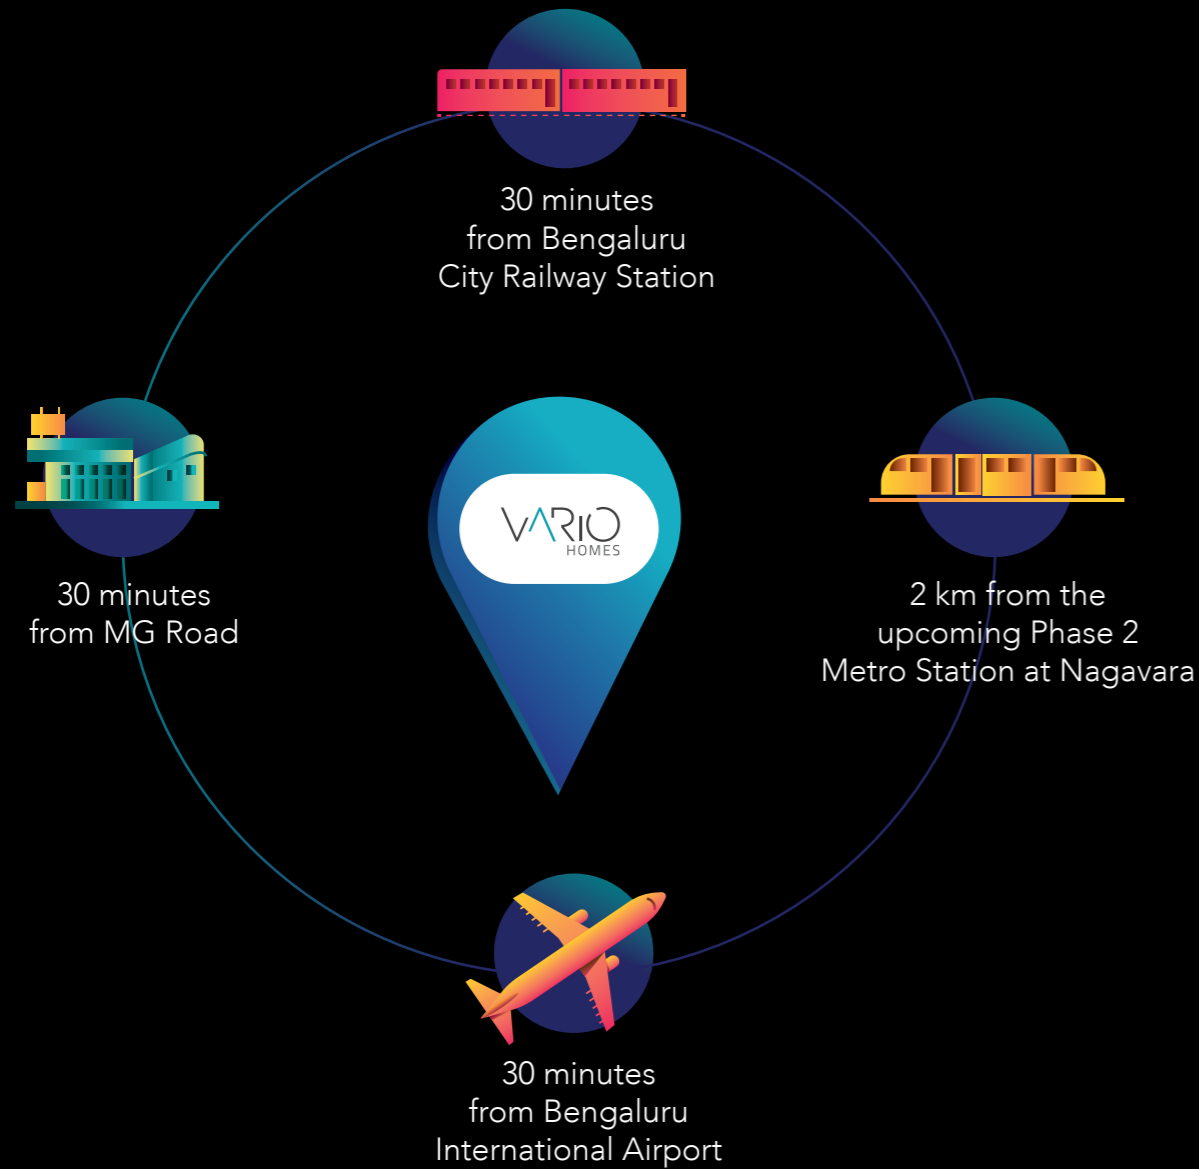 30 minutes
from Bengaluru
City Railway Station
VARIO
HOMES
30 minutes
from MG Road
2 km from the
upcoming Phase 2
Metro Station at Nagavara
30 minutes
from Bengaluru
International Airport